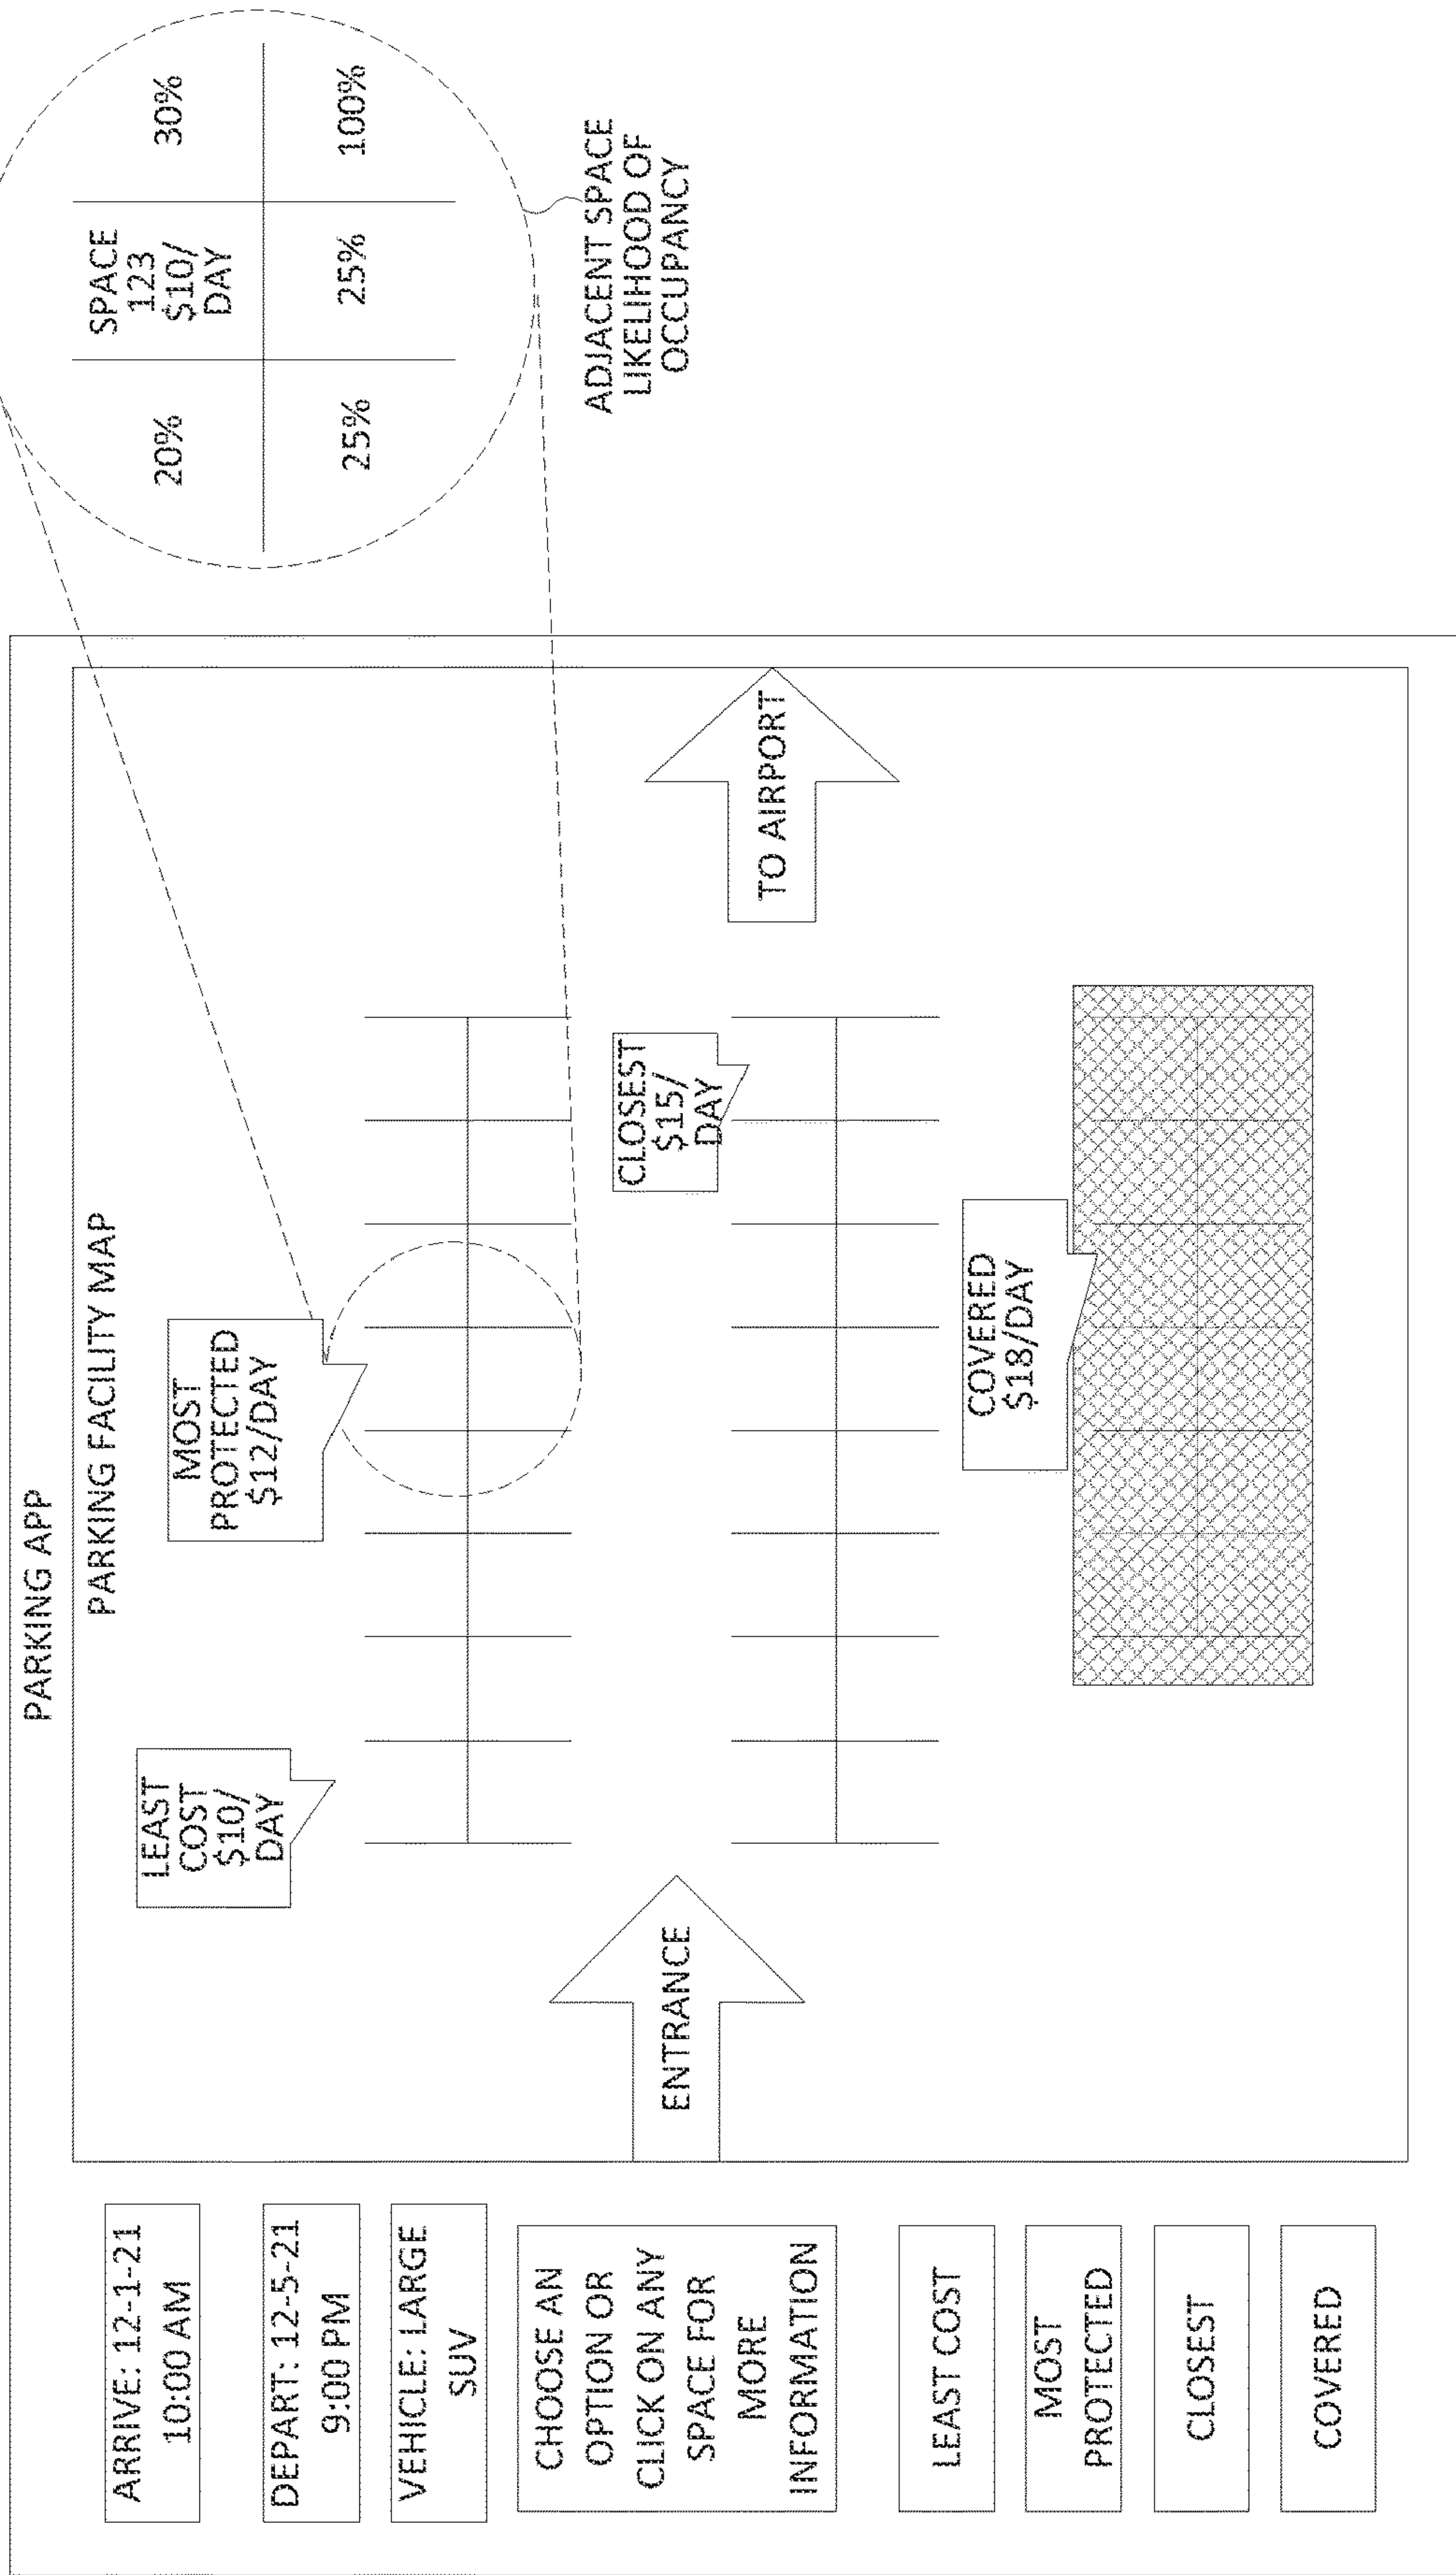 PARKING APP
ARRIVE: 12-1-21
10:00 AM
DEPART: 12-5-21
9:00 PM
VEHICLE: LARGE
SUV
CHOOSE AN
OPTION OR
CLICK ON ANY
SPACE FOR
MORE
INFORMATION
LEAST COST
MOST
PROTECTED
CLOSEST
COVERED
PARKING FACILITY MAP
LEAST
COST
$10/
DAY
MOST
PROTECTED
$12/DAY
ENTRANCE
CLOSEST
$15/
DAY
TO AIRPORT
COVERED
$18/DAY
20%
SPACE
123
$10/
DAY
30%
25%
25%
100%
ADJACENT SPACE
LIKELIHOOD OF
OCCUPANCY